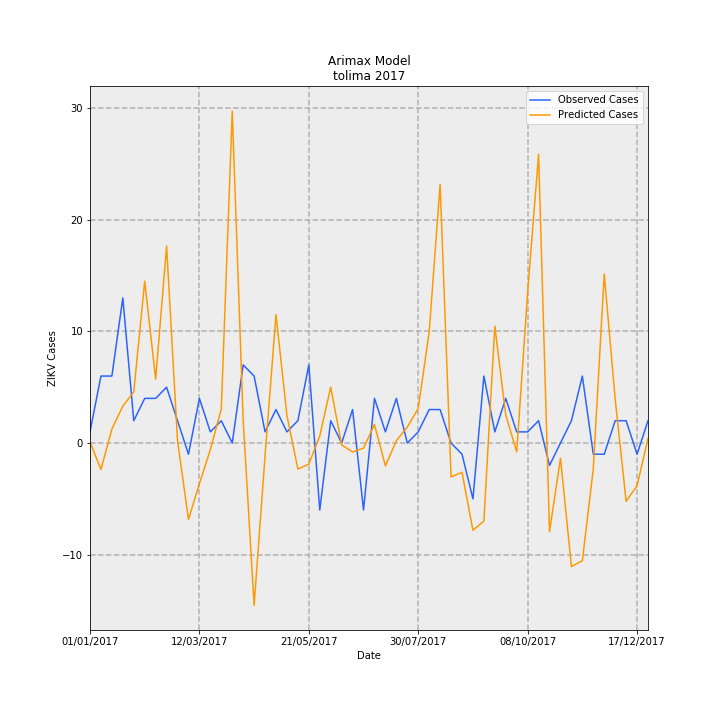 Arimax Model
tolima 2017
Observed Cases
Predicted Cases
30
20
10
0
−10
ZIKV Cases
01/01/2017 12/03/2017 21/05/2017 30/07/2017 08/10/2017 17/12/2017
Date